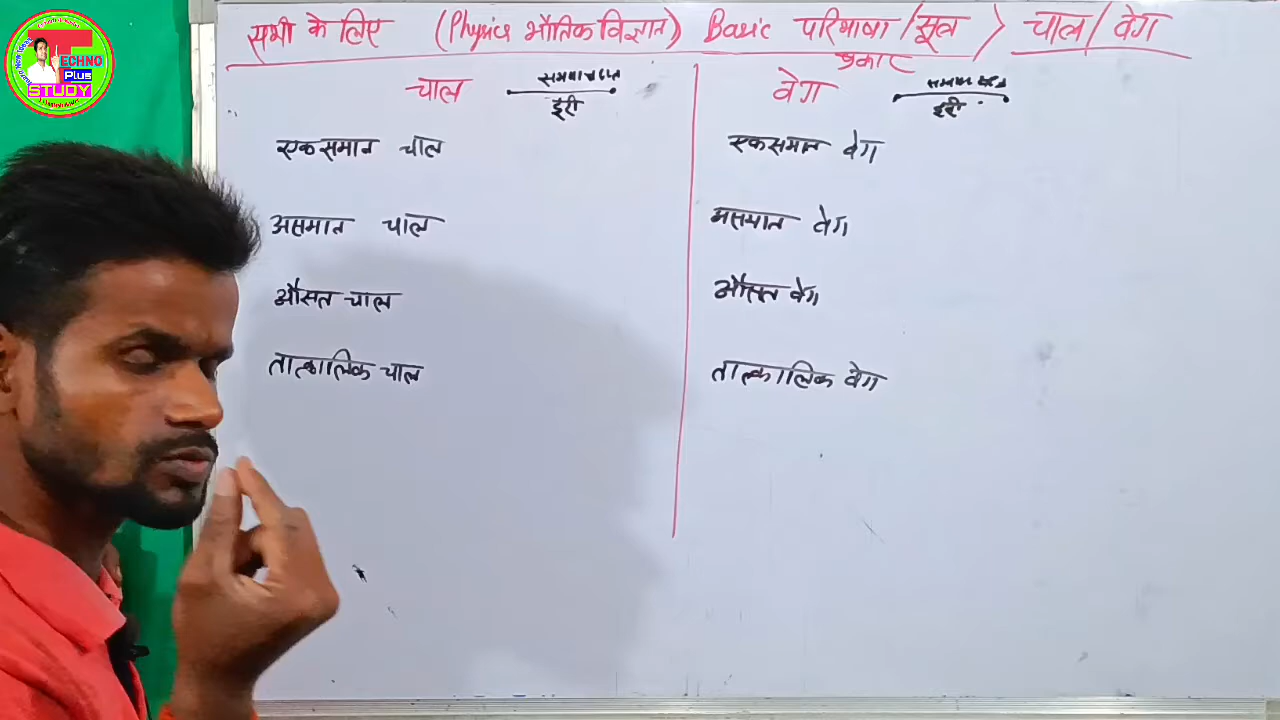 सभी के लिए (Physics भौतिक विज्ञान) Basic परिभाषा/सूत्र > चाल/वेग
प्रकार
चाल
दूरी
एकसमान चाल
असमान चाल
औसत चाल
तात्कालिक चाल
वेग
दूरी
एकसमान वेग
असमान वेग
औसत वेग
तात्कालिक वेग
TECHNO
Plus
STUDY